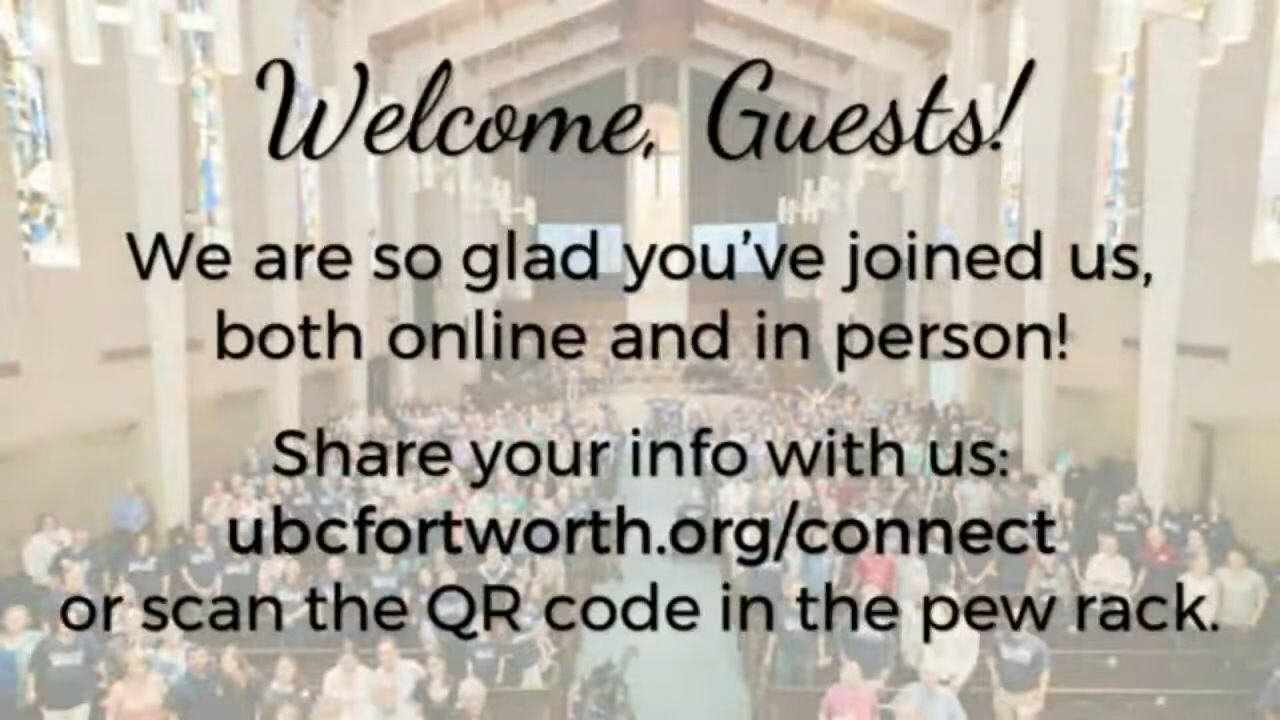 Welcome, Guests!
We are so glad you’ve joined us,
both online and in person!
Share your info with us:
ubcfortworth.org/connect
or scan the QR code in the pew rack.